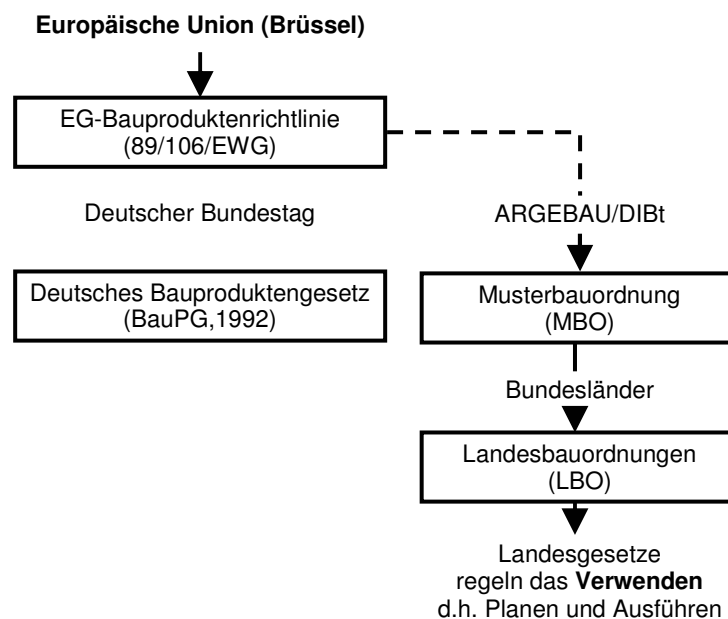 Europäische Union (Brüssel)
EG-Bauproduktenrichtlinie
(89/106/EWG)
Deutscher Bundestag
ARGEBAU/DIBt
Deutsches Bauproduktengesetz
(BauPG,1992)
Musterbauordnung
(MBO)
Bundesländer
Landesbauordnungen
(LBO)
Landesgesetze
regeln das Verwenden
d.h. Planen und Ausführen